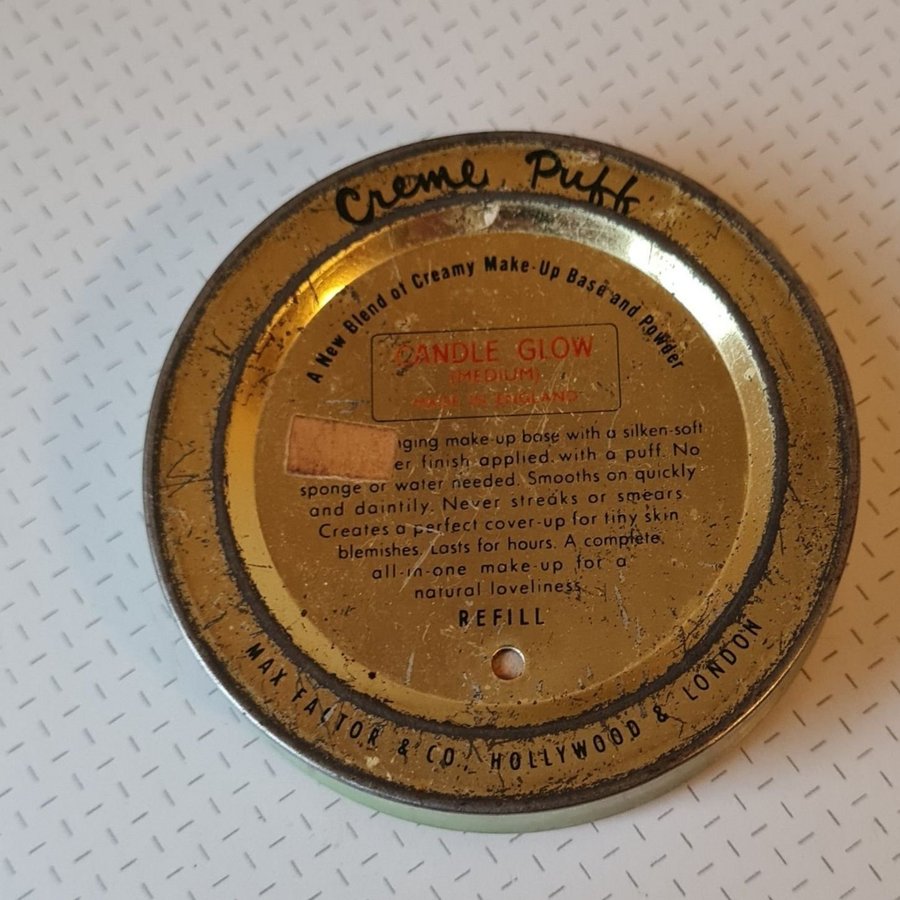 Creme Puff
A New Blend of Creamy Make-Up Base and Powder
CANDLE GLOW
(MEDIUM)
MADE IN ENGLAND
make-up base with a silken-soft
finish applied with a puff. No
sponge or water needed. Smooths on quickly
and daintily. Never streaks or smears.
Creates a perfect cover-up for tiny skin
blemishes. Lasts for hours. A complete,
all-in-one make-up for a
natural loveliness.
REFILL
MAX FACTOR & CO. HOLLYWOOD & LONDON